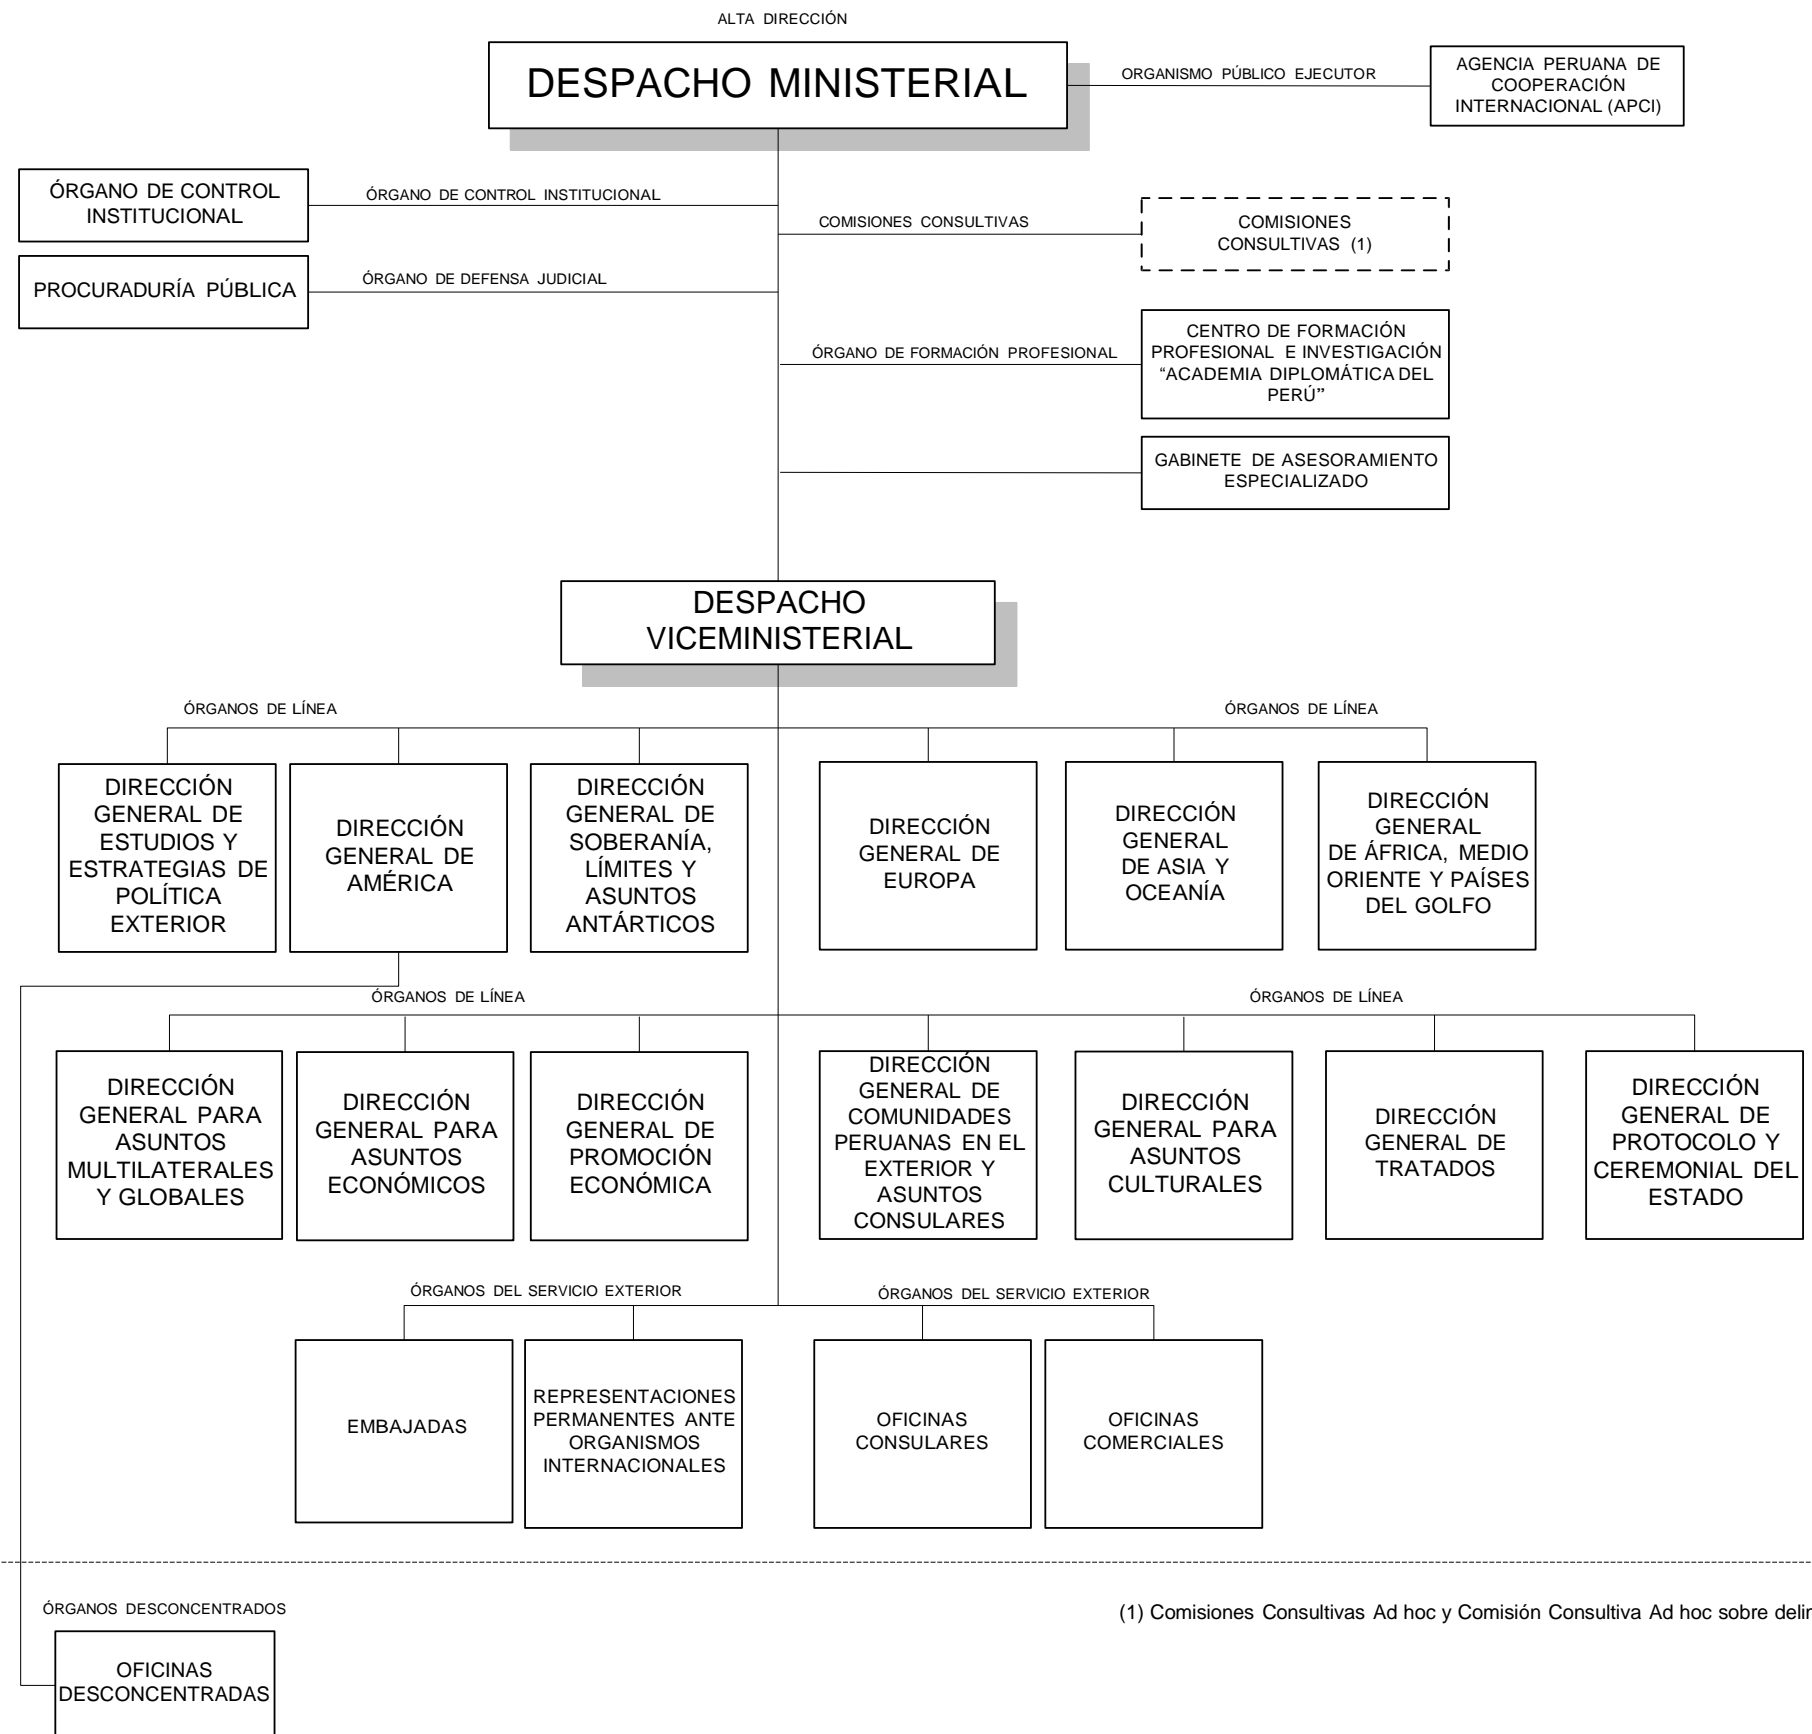 ALTA DIRECCIÓN
DESPACHO MINISTERIAL
ORGANISMO PÚBLICO EJECUTOR
AGENCIA PERUANA DE
COOPERACIÓN
INTERNACIONAL (APCI)
ÓRGANO DE CONTROL
INSTITUCIONAL
ÓRGANO DE CONTROL INSTITUCIONAL
COMISIONES CONSULTIVAS
COMISIONES
CONSULTIVAS (1)
PROCURADURÍA PÚBLICA
ÓRGANO DE DEFENSA JUDICIAL
ÓRGANO DE FORMACIÓN PROFESIONAL
CENTRO DE FORMACIÓN
PROFESIONAL E INVESTIGACIÓN
“ACADEMIA DIPLOMÁTICA DEL
PERÚ”
GABINETE DE ASESORAMIENTO
ESPECIALIZADO
DESPACHO
VICEMINISTERIAL
ÓRGANOS DE LÍNEA
ÓRGANOS DE LÍNEA
DIRECCIÓN
GENERAL DE
ESTUDIOS Y
ESTRATEGIAS DE
POLÍTICA
EXTERIOR
DIRECCIÓN
GENERAL DE
AMÉRICA
DIRECCIÓN
GENERAL DE
SOBERANÍA,
LÍMITES Y
ASUNTOS
ANTÁRTICOS
DIRECCIÓN
GENERAL DE
EUROPA
DIRECCIÓN
GENERAL
DE ASIA Y
OCEANÍA
DIRECCIÓN
GENERAL
DE ÁFRICA, MEDIO
ORIENTE Y PAÍSES
DEL GOLFO
ÓRGANOS DE LÍNEA
ÓRGANOS DE LÍNEA
DIRECCIÓN
GENERAL PARA
ASUNTOS
MULTILATERALES
Y GLOBALES
DIRECCIÓN
GENERAL PARA
ASUNTOS
ECONÓMICOS
DIRECCIÓN
GENERAL DE
PROMOCIÓN
ECONÓMICA
DIRECCIÓN
GENERAL DE
COMUNIDADES
PERUANAS EN EL
EXTERIOR Y
ASUNTOS
CONSULARES
DIRECCIÓN
GENERAL PARA
ASUNTOS
CULTURALES
DIRECCIÓN
GENERAL DE
TRATADOS
DIRECCIÓN
GENERAL DE
PROTOCOLO Y
CEREMONIAL DEL
ESTADO
ÓRGANOS DEL SERVICIO EXTERIOR
ÓRGANOS DEL SERVICIO EXTERIOR
EMBAJADAS
REPRESENTACIONES
PERMANENTES ANTE
ORGANISMOS
INTERNACIONALES
OFICINAS
CONSULARES
OFICINAS
COMERCIALES
ÓRGANOS DESCONCENTRADOS
(1) Comisiones Consultivas Ad hoc y Comisión Consultiva Ad hoc sobre
OFICINAS
DESCONCENTRADAS